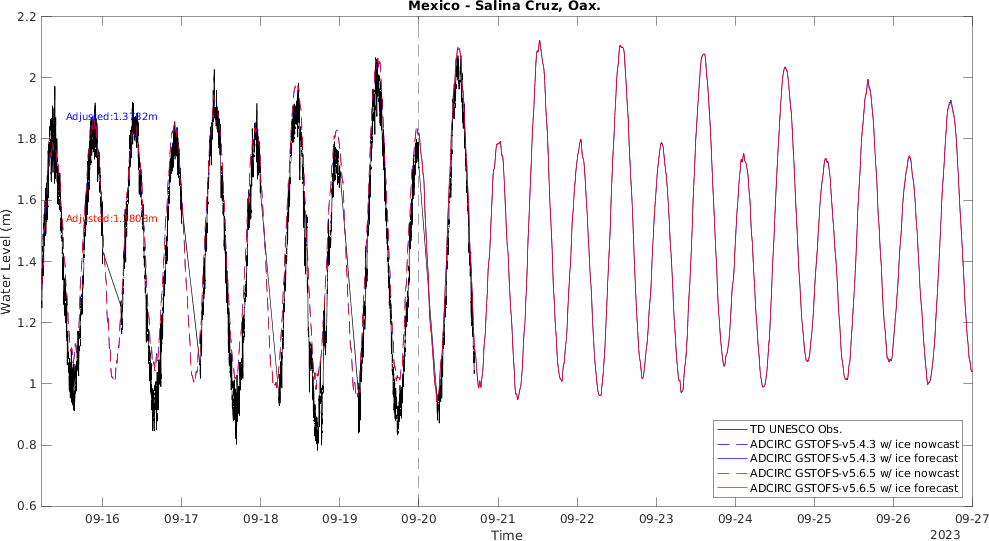 Mexico - Salina Cruz, Oax.
2.2
2
1.8
1.6
1.4
1.2
1
0.8
0.6
Water Level (m)
Adjusted:1.3732m
TD UNESCO Obs.
ADCIRC GSTOFS-v5.4.3 w/ ice nowcast
ADCIRC GSTOFS-v5.4.3 w/ ice forecast
ADCIRC GSTOFS-v5.6.5 w/ ice nowcast
ADCIRC GSTOFS-v5.6.5 w/ ice forecast
09-16 09-17 09-18 09-19 09-20 09-21 09-22 09-23 09-24 09-25 09-26 09-27
Time
2023